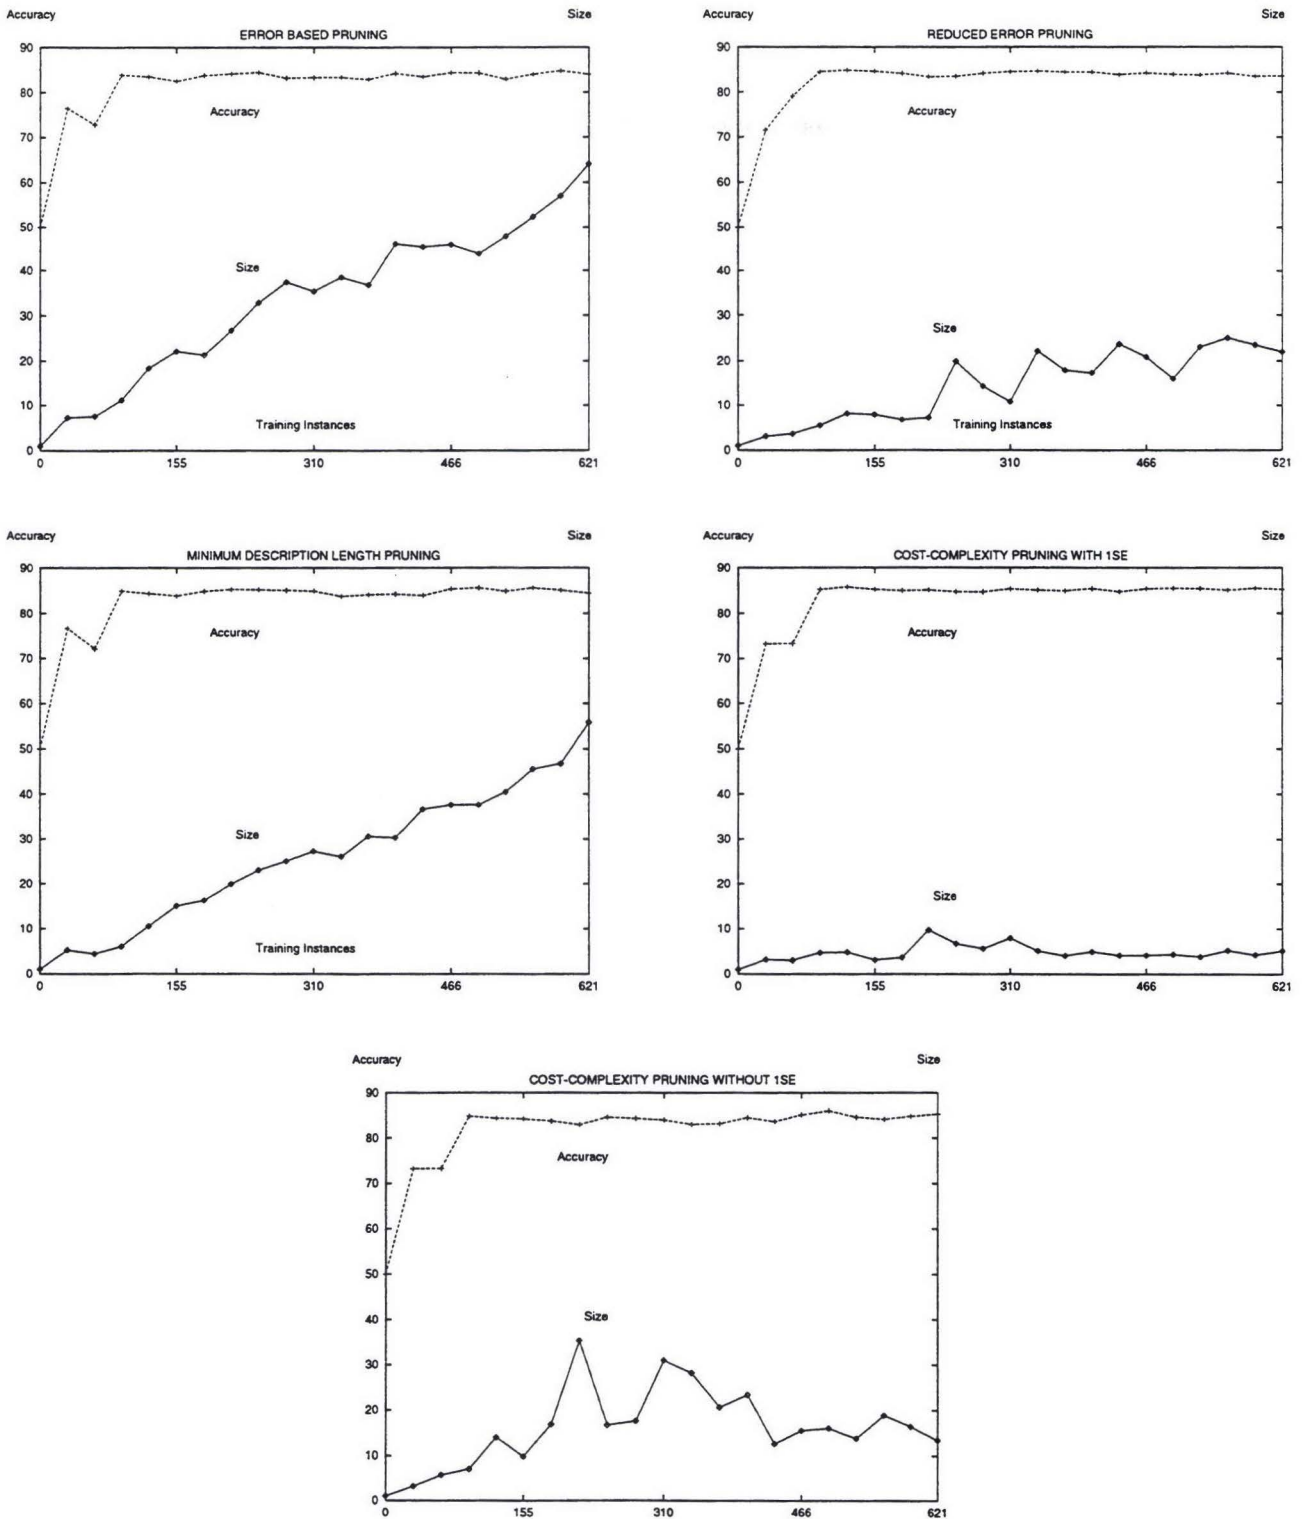 Accuracy Size
ERROR BASED PRUNING
90
80
Accuracy
70
60
50
40
Size
30
20
10
Training Instances
0
0 155 310 466 621
Accuracy Size
REDUCED ERROR PRUNING
90
80
Accuracy
70
60
50
40
30
Size
20
10
Training Instances
0
0 155 310 466 621
Accuracy Size
MINIMUM DESCRIPTION LENGTH PRUNING
90
80
Accuracy
70
60
50
40
30
Size
20
10
Training Instances
0
0 155 310 466 621
Accuracy Size
COST-COMPLEXITY PRUNING WITH 1SE
90
80
Accuracy
70
60
50
40
30
20
Size
10
0
0 155 310 466 621
Accuracy Size
COST-COMPLEXITY PRUNING WITHOUT 1SE
90
80
Accuracy
70
60
50
40
Size
30
20
10
0
0 155 310 466 621